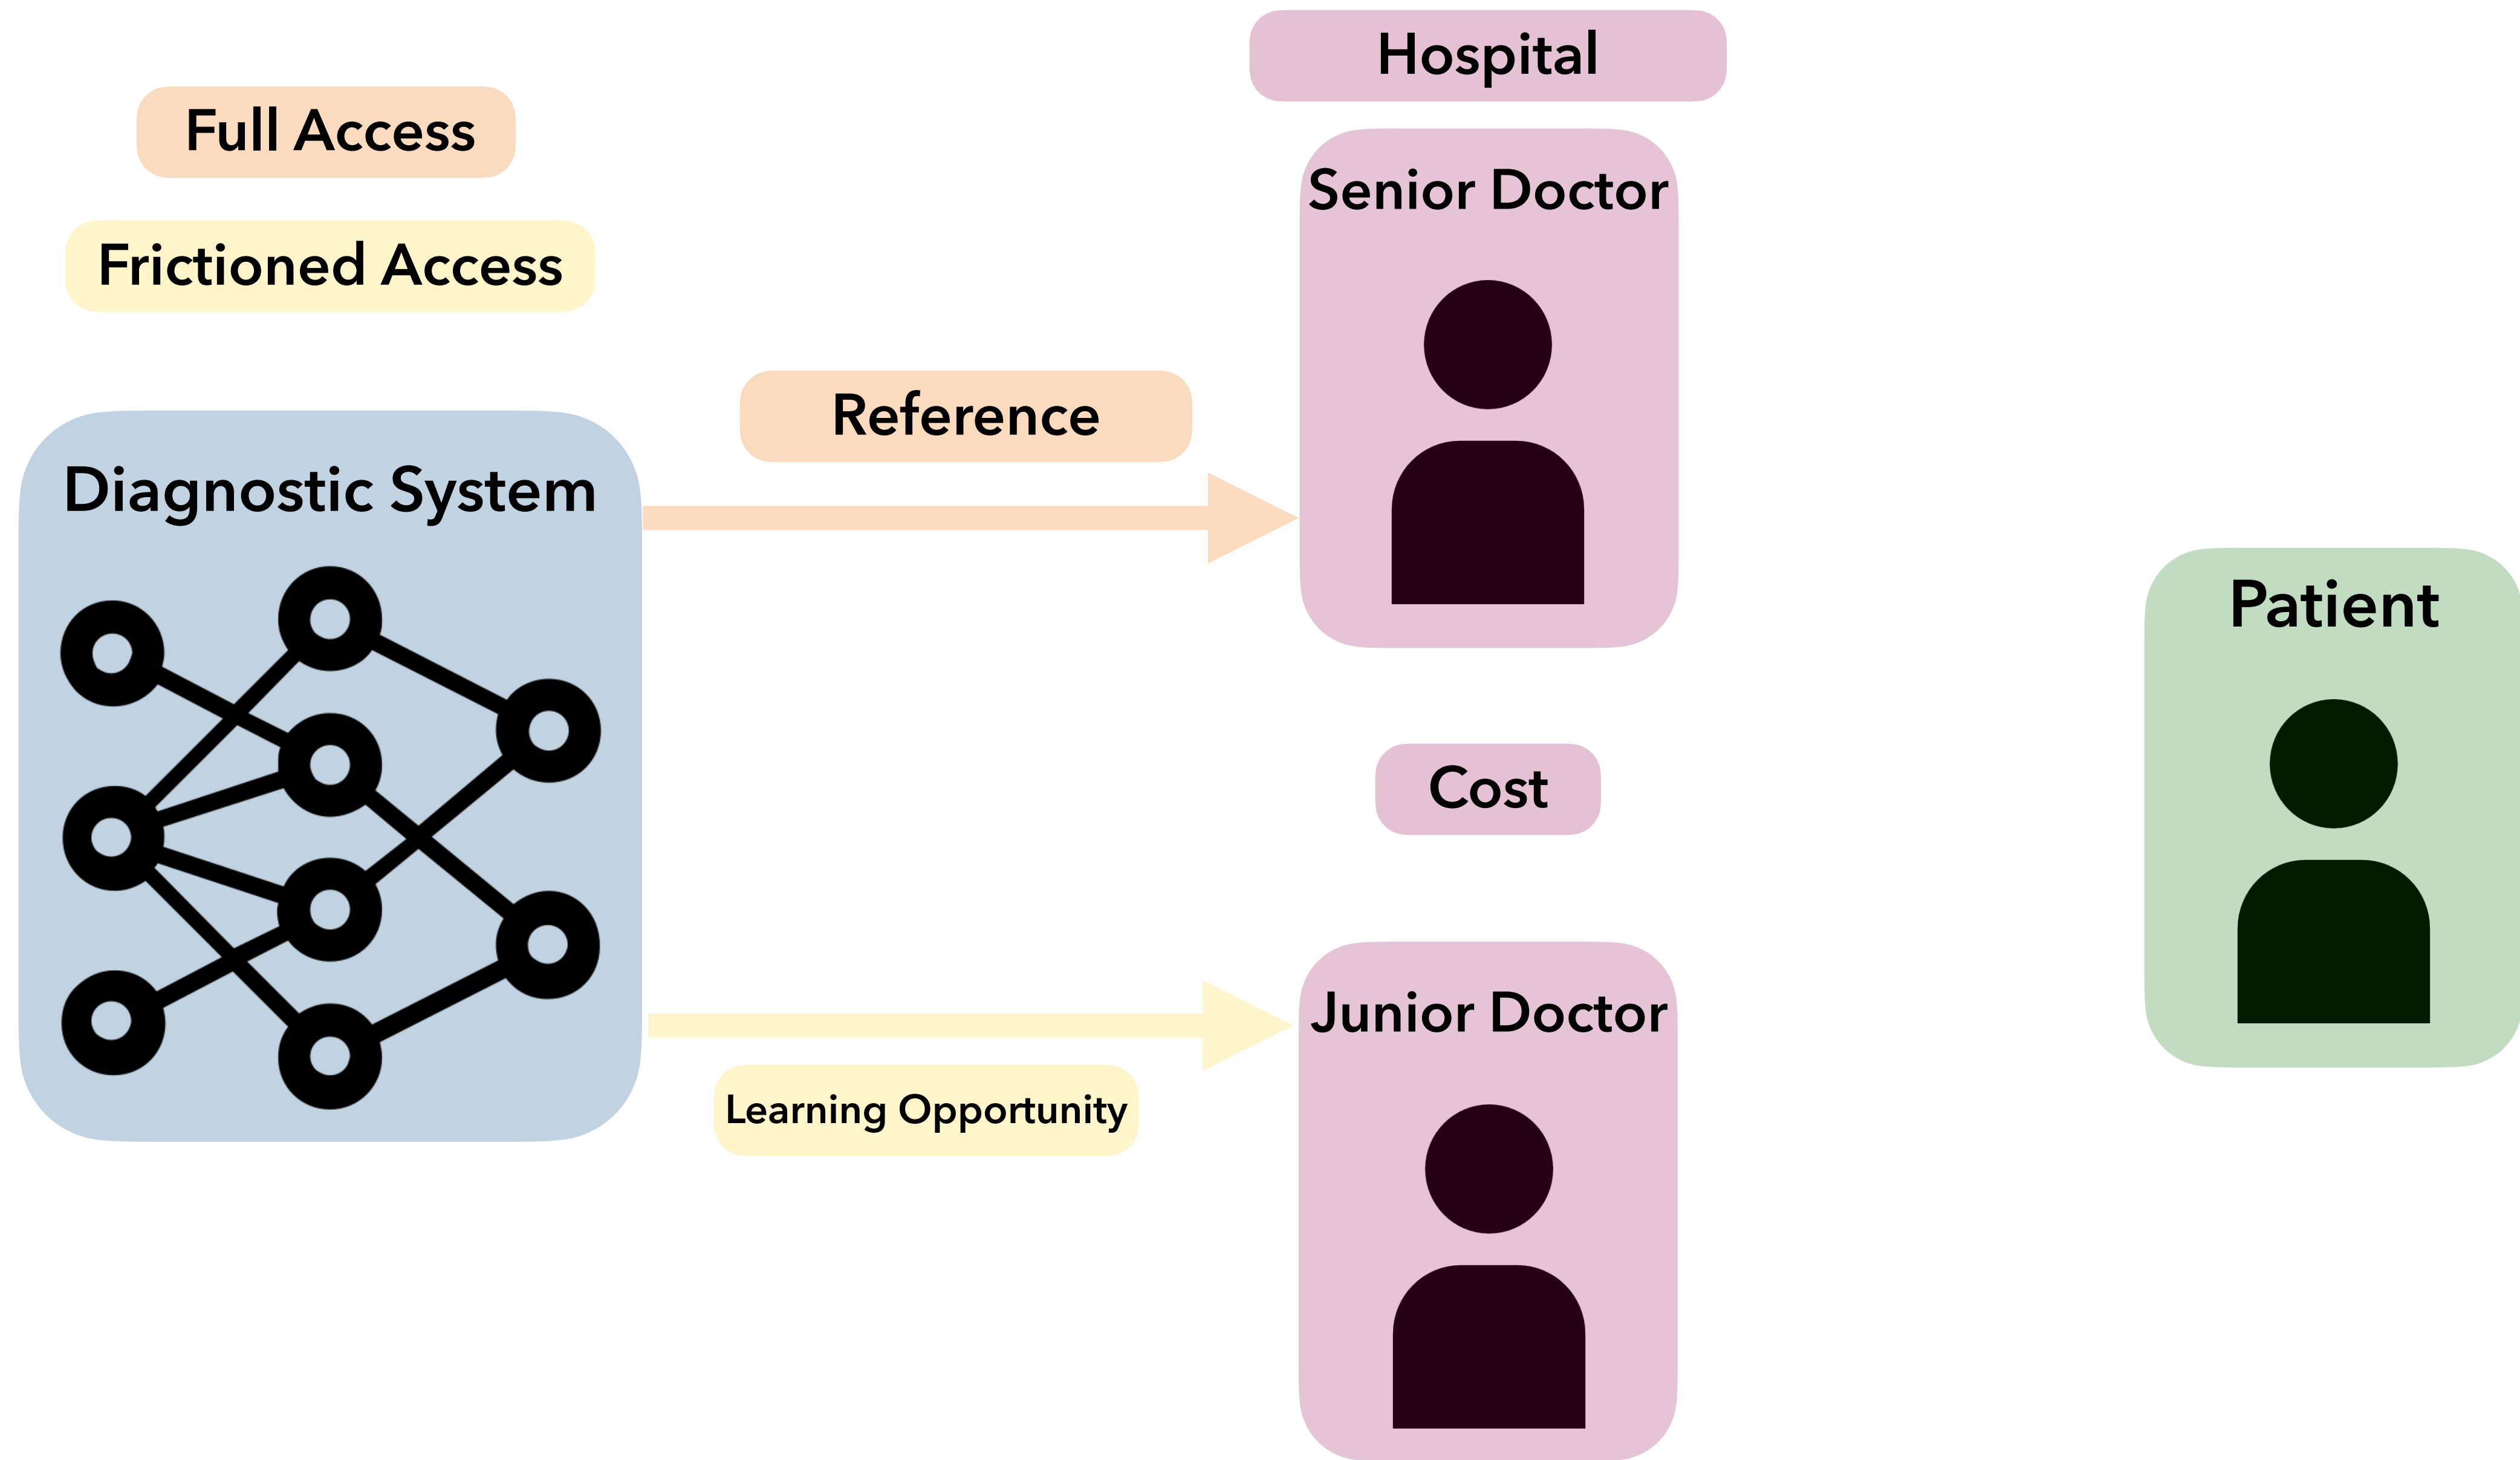 Hospital
Full Access
Senior Doctor
Frictioned Access
Reference
Diagnostic System
Patient
Cost
Junior Doctor
Learning Opportunity